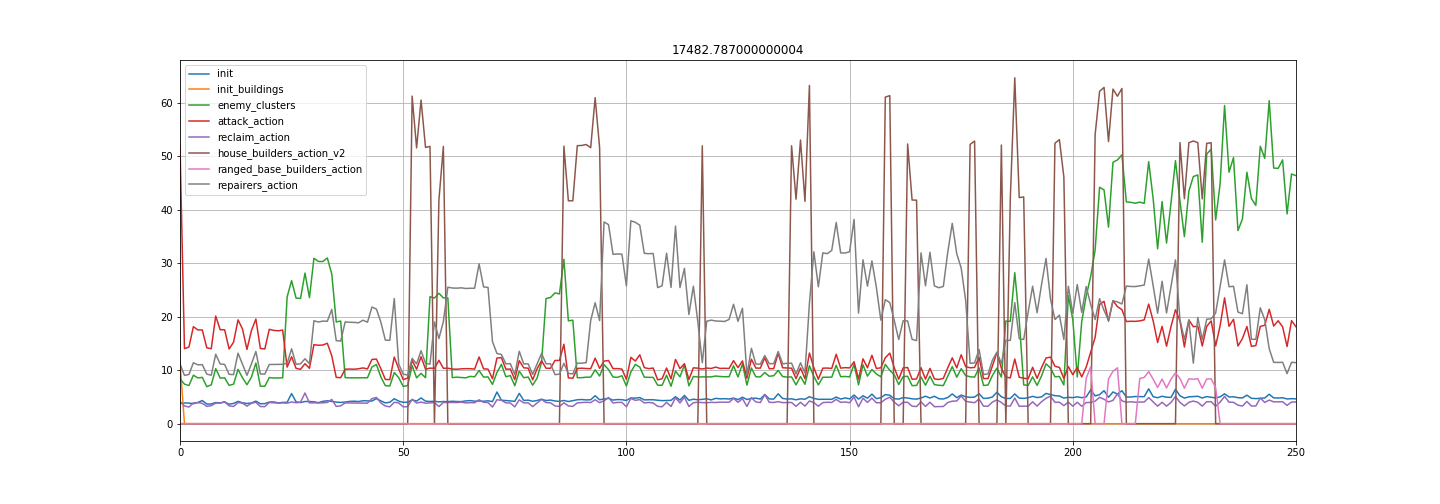 17482.787000000004
init
init_buildings
enemy_clusters
attack_action
reclaim_action
house_builders_action_v2
ranged_base_builders_action
repairers_action
60
50
40
30
20
10
0
0 50 100 150 200 250